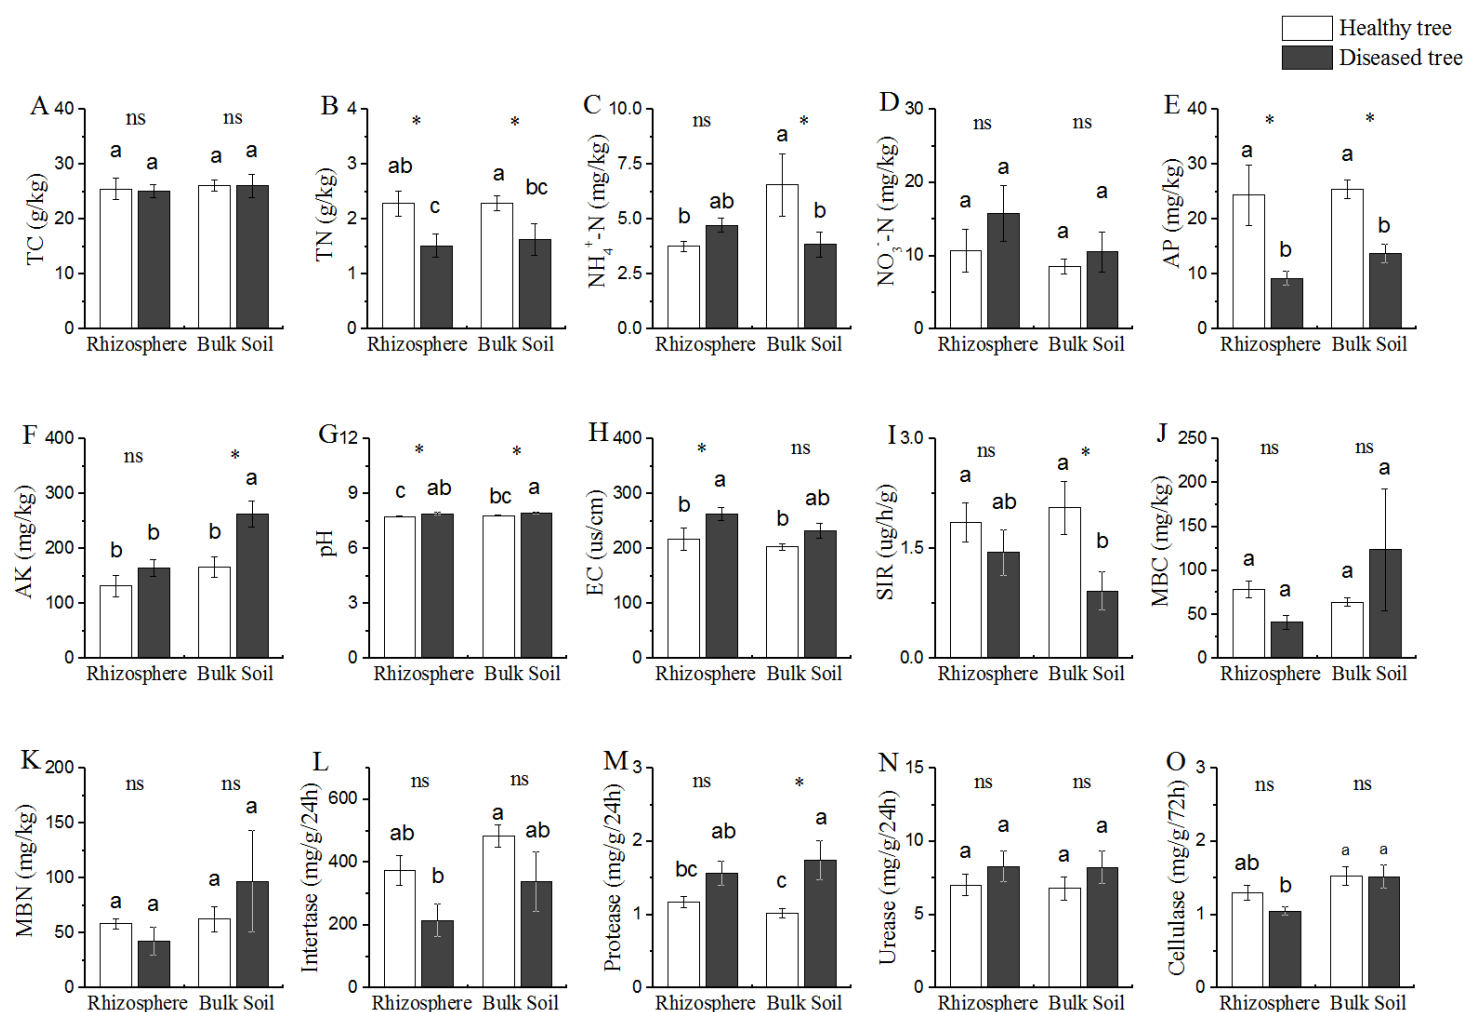 Healthy tree
Diseased tree
A
40
30
20
10
0
TC (g/kg)
ns
ns
a
a
a
a
Rhizosphere
Bulk Soil
B
4
3
2
1
0
TN (g/kg)
*
*
ab
c
a
bc
Rhizosphere
Bulk Soil
C
10.0
7.5
5.0
2.5
0.0
NH₄⁺-N (mg/kg)
ns
*
b
ab
a
b
Rhizosphere
Bulk Soil
D
30
20
10
0
NO₃⁻-N (mg/kg)
ns
ns
a
a
a
a
Rhizosphere
Bulk Soil
E
40
30
20
10
0
AP (mg/kg)
*
*
a
b
a
b
Rhizosphere
Bulk Soil
F
400
300
200
100
0
AK (mg/kg)
ns
*
b
b
b
a
Rhizosphere
Bulk Soil
G
12
9
6
3
0
pH
*
*
c
ab
bc
a
Rhizosphere
Bulk Soil
H
400
300
200
100
0
EC (us/cm)
*
ns
b
a
b
ab
Rhizosphere
Bulk Soil
I
3.0
1.5
0.0
SIR (ug/h/g)
ns
*
a
ab
a
b
Rhizosphere
Bulk Soil
J
250
200
150
100
50
0
MBC (mg/kg)
ns
ns
a
a
a
a
Rhizosphere
Bulk Soil
K
200
150
100
50
0
MBN (mg/kg)
ns
ns
a
a
a
a
Rhizosphere
Bulk Soil
L
600
400
200
0
Intertase (mg/g/24h)
ns
ns
ab
b
a
ab
Rhizosphere
Bulk Soil
M
3
2
1
0
Protease (mg/g/24h)
ns
*
bc
ab
c
a
Rhizosphere
Bulk Soil
N
15
10
5
0
Urease (mg/g/24h)
ns
ns
a
a
a
a
Rhizosphere
Bulk Soil
O
3
2
1
0
Cellulase (mg/g/72h)
ns
ns
ab
b
a
a
Rhizosphere
Bulk Soil